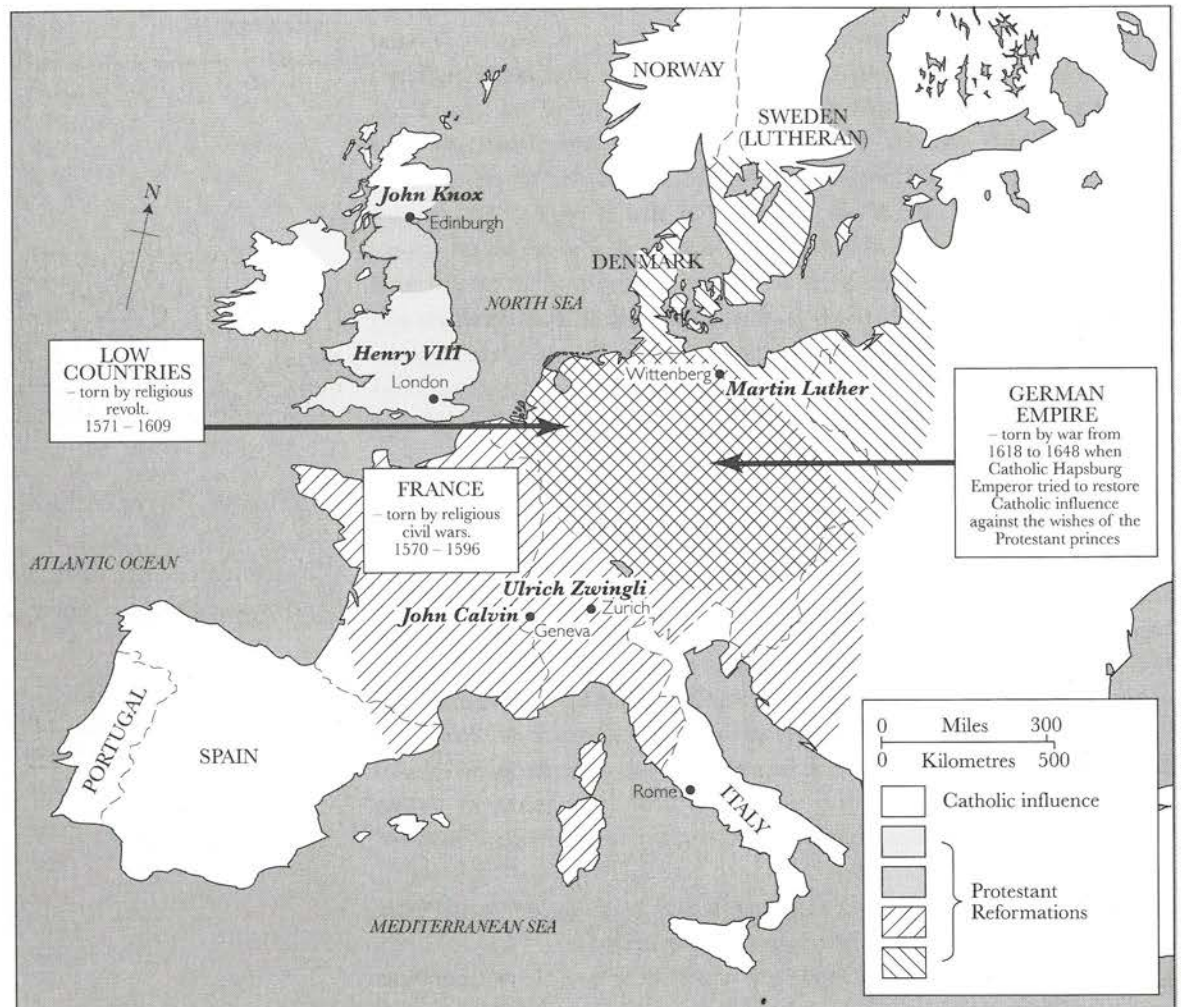 NORWAY
SWEDEN
(LUTHERAN)
N
John Knox
Edinburgh
DENMARK
NORTH SEA
LOW
COUNTRIES
– torn by religious
revolt.
1571 – 1609
Henry VIII
London
Wittenberg
Martin Luther
GERMAN
EMPIRE
– torn by war from
1618 to 1648 when
Catholic Hapsburg
Emperor tried to restore
Catholic influence
against the wishes of the
Protestant princes
FRANCE
– torn by religious
civil wars.
1570 – 1596
ATLANTIC OCEAN
Ulrich Zwingli
Zurich
John Calvin
Geneva
PORTUGAL
SPAIN
Rome
ITALY
MEDITERRANEAN SEA
0 Miles 300
0 Kilometres 500
Catholic influence
Protestant
Reformations